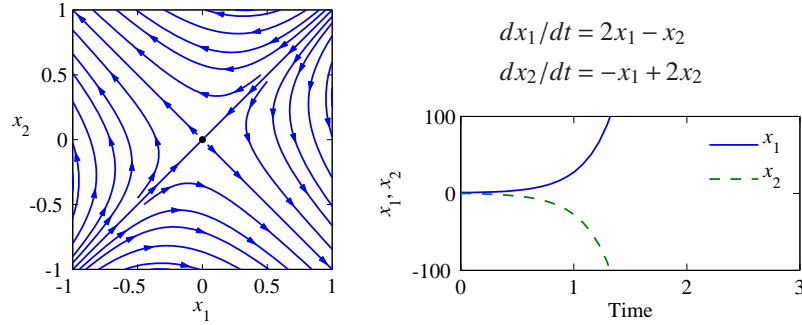 1
0.5
x2
0
-0.5
-1
-1
-0.5
0
0.5
1
x1
dx1/dt = 2x1 − x2
dx2/dt = −x1 + 2x2
100
0
-100
x1, x2
x1
x2
0
1
2
3
Time